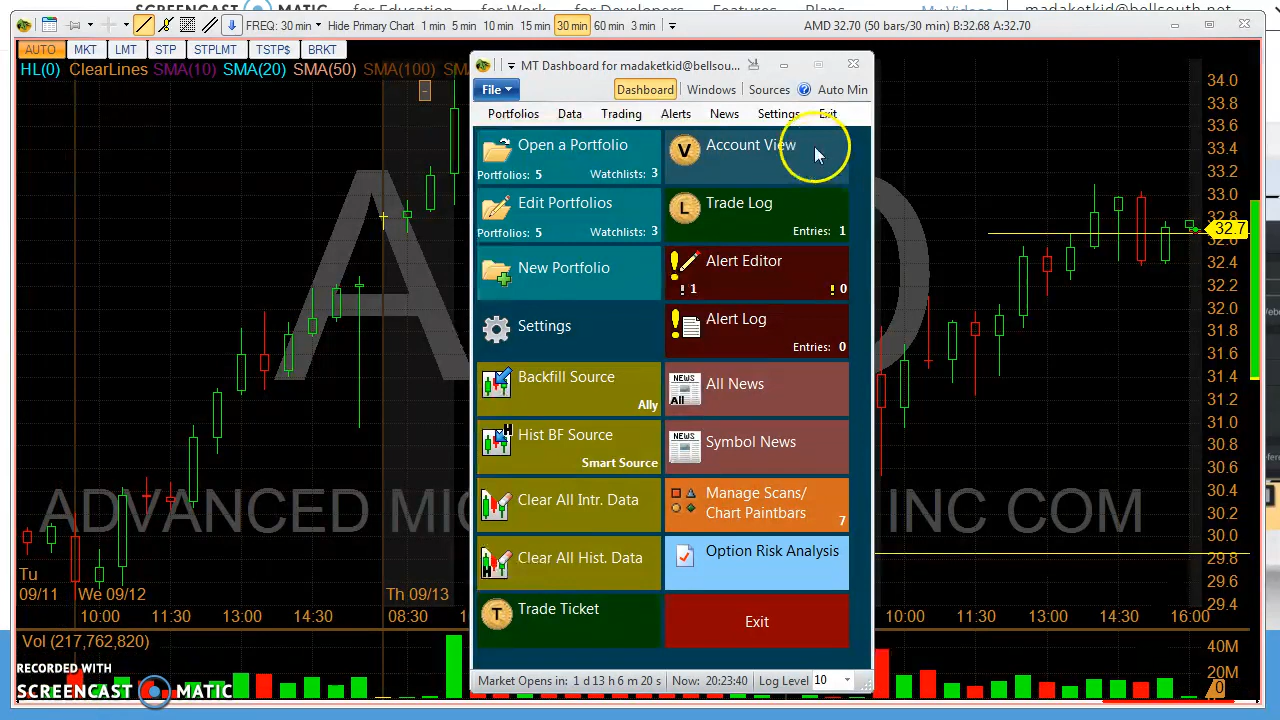 SCREENCAST MATIC for Education for Work for Developers Plans My Videos madaketkid@bellsouth.net
FREQ: 30 min Hide Primary Chart 1 min 5 min 10 min 15 min 30 min 60 min 3 min AMD 32.70 (50 bars/30 min) B:32.68 A:32.70
AUTO MKT LMT STP STPLMT TSTP$ BRKT
HL(0) ClearLines SMA(10) SMA(20) SMA(50) SMA(100)
MT Dashboard for madaketkid@bellsou...
File Dashboard Windows Sources Auto Min
Portfolios Data Trading Alerts News Settings Exit
Open a Portfolio
Portfolios: 5 Watchlists: 3
Account View
Edit Portfolios
Portfolios: 5 Watchlists: 3
Trade Log
Entries: 1
New Portfolio
Alert Editor
! 1 ! 0
Settings
Alert Log
Entries: 0
Backfill Source
Ally
NEWS
All
All News
Hist BF Source
Smart Source
NEWS
Symbol News
Clear All Intr. Data
Manage Scans/
Chart Paintbars
7
Clear All Hist. Data
Option Risk Analysis
Trade Ticket
Exit
Market Opens in: 1 d 13 h 6 m 20 s Now: 20:23:40 Log Level 10
34.0
33.8
33.6
33.4
33.2
33.0
32.8
32.7
32.6
32.4
32.2
32.0
31.8
31.6
31.4
31.2
31.0
30.8
30.6
30.4
30.2
30.0
29.8
29.6
29.4
Tu
09/11 We 09/12 Th 09/13
10:00 11:30 13:00 14:30 16:00 08:30 10:00 11:30 13:00 14:30 16:00
Vol (217,762,820)
40M
20M
0
RECORDED WITH
SCREENCAST MATIC